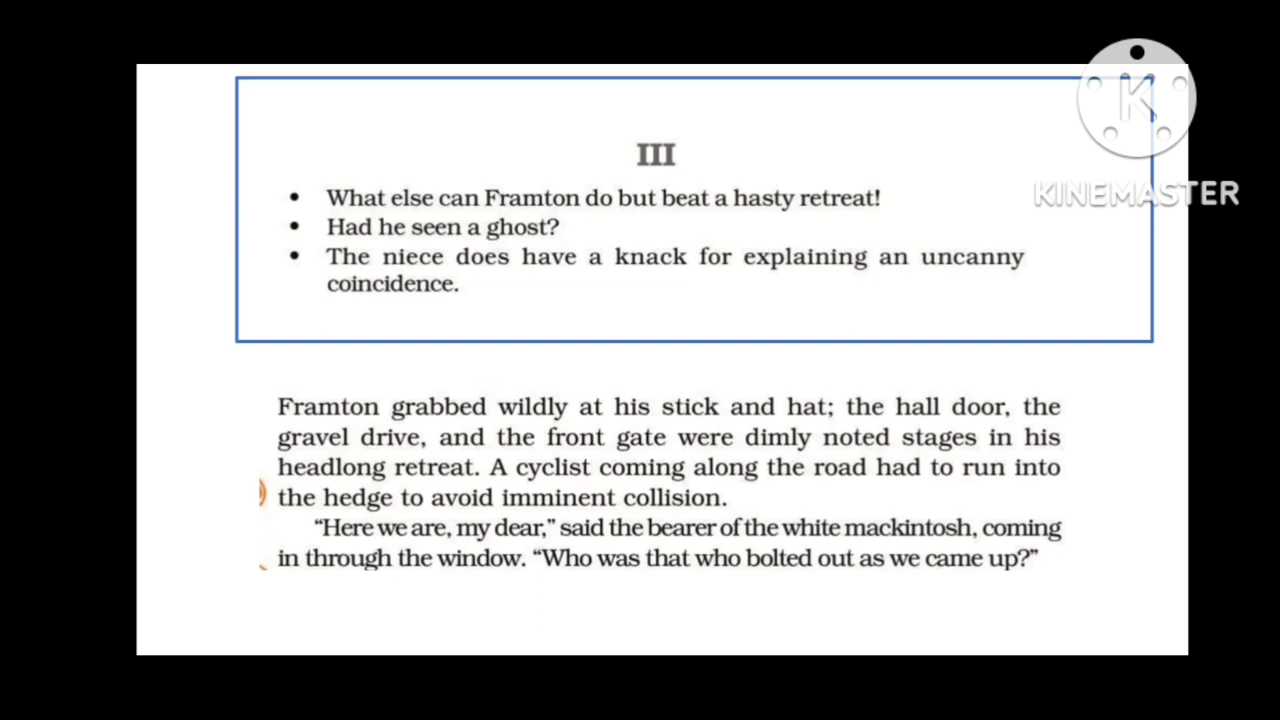 III
• What else can Framton do but beat a hasty retreat!
• Had he seen a ghost?
• The niece does have a knack for explaining an uncanny
coincidence.
Framton grabbed wildly at his stick and hat; the hall door, the
gravel drive, and the front gate were dimly noted stages in his
headlong retreat. A cyclist coming along the road had to run into
the hedge to avoid imminent collision.
“Here we are, my dear,” said the bearer of the white mackintosh, coming
in through the window. “Who was that who bolted out as we came up?”
K
KINEMASTER